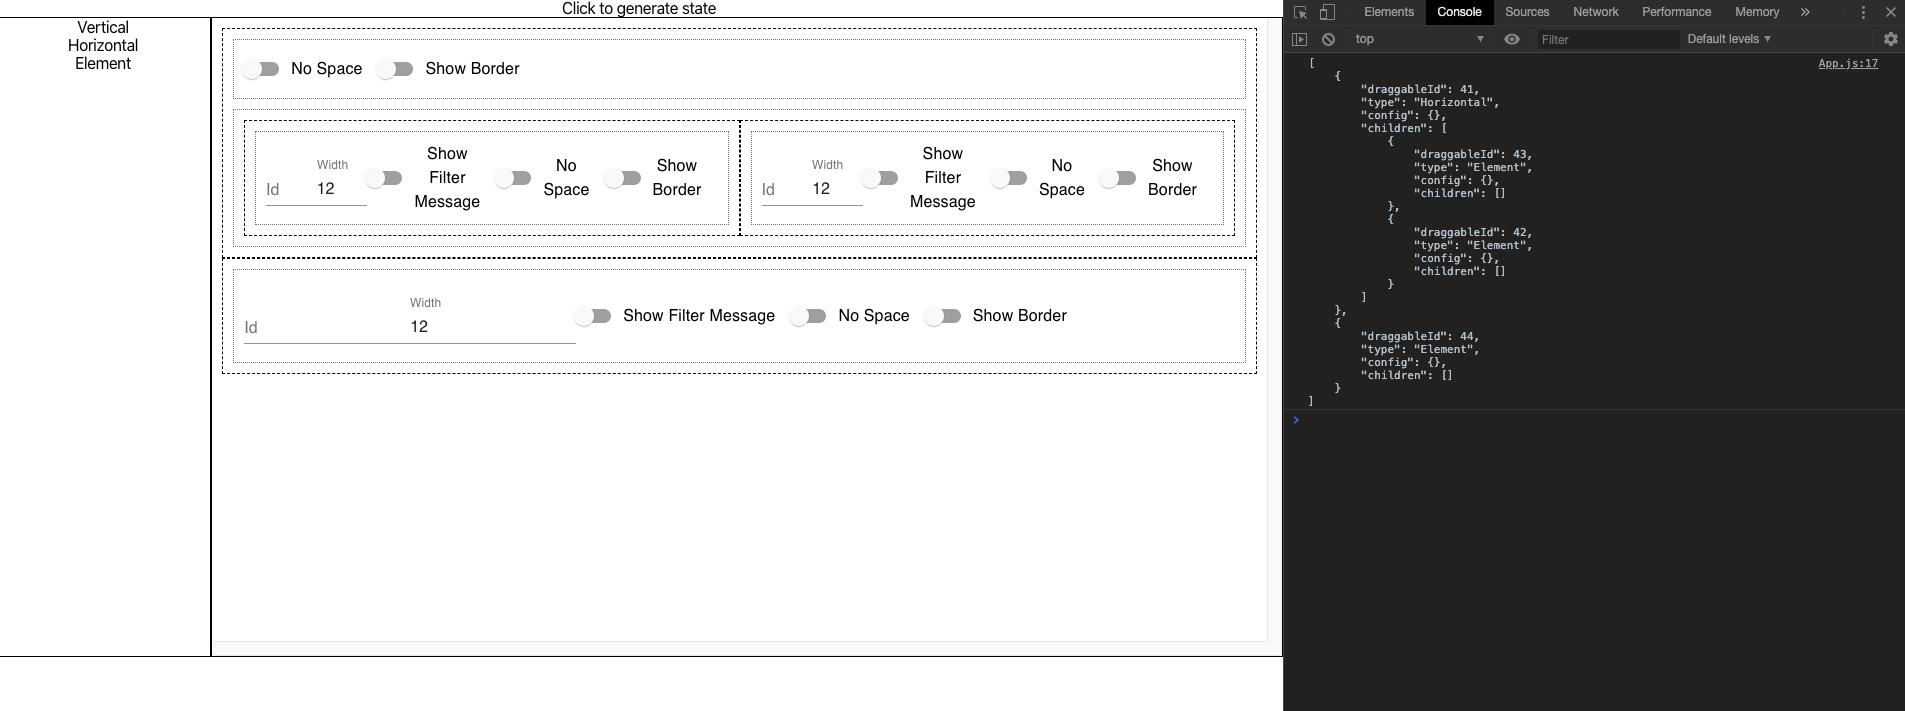 Click to generate state
Vertical
Horizontal
Element
No Space
Show Border
Id
Width
12
Show
Filter
Message
No
Space
Show
Border
Id
Width
12
Show
Filter
Message
No
Space
Show
Border
Id
Width
12
Show Filter Message
No Space
Show Border
Elements Console Sources Network Performance Memory »
top Filter Default levels
App.js:17
[
    {
        "draggableId": 41,
        "type": "Horizontal",
        "config": {},
        "children": [
            {
                "draggableId": 43,
                "type": "Element",
                "config": {},
                "children": []
            },
            {
                "draggableId": 42,
                "type": "Element",
                "config": {},
                "children": []
            }
        ]
    },
    {
        "draggableId": 44,
        "type": "Element",
        "config": {},
        "children": []
    }
]